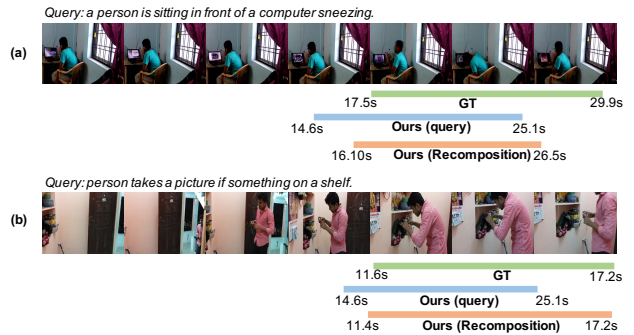 Query: a person is sitting in front of a computer sneezing.
(a)
17.5s GT 29.9s
14.6s Ours (query) 25.1s
16.10s Ours (Recomposition) 26.5s
Query: person takes a picture if something on a shelf.
(b)
11.6s GT 17.2s
14.6s Ours (query) 25.1s
11.4s Ours (Recomposition) 17.2s